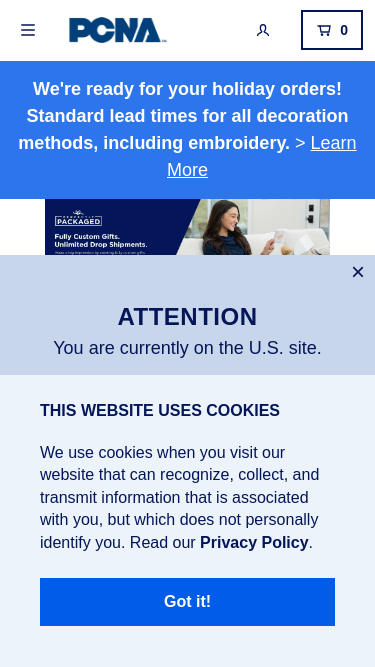 PCNA
0
We're ready for your holiday orders!
Standard lead times for all decoration
methods, including embroidery. > Learn
More
PACKAGED
Fully Custom Gifts.
Unlimited Drop Shipments.
ATTENTION
You are currently on the U.S. site.
THIS WEBSITE USES COOKIES
We use cookies when you visit our
website that can recognize, collect, and
transmit information that is associated
with you, but which does not personally
identify you. Read our Privacy Policy.
Got it!